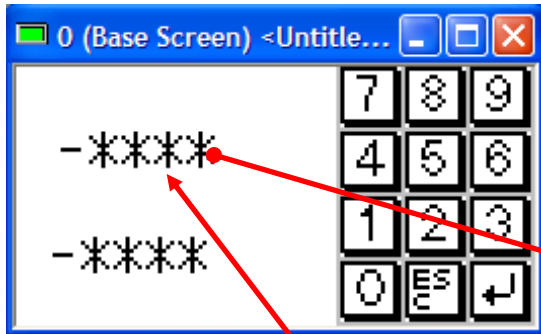 0 (Base Screen) <Untitle...
7 8 9
-****
4 5 6
1 2 3
-****
0 ESC ↵